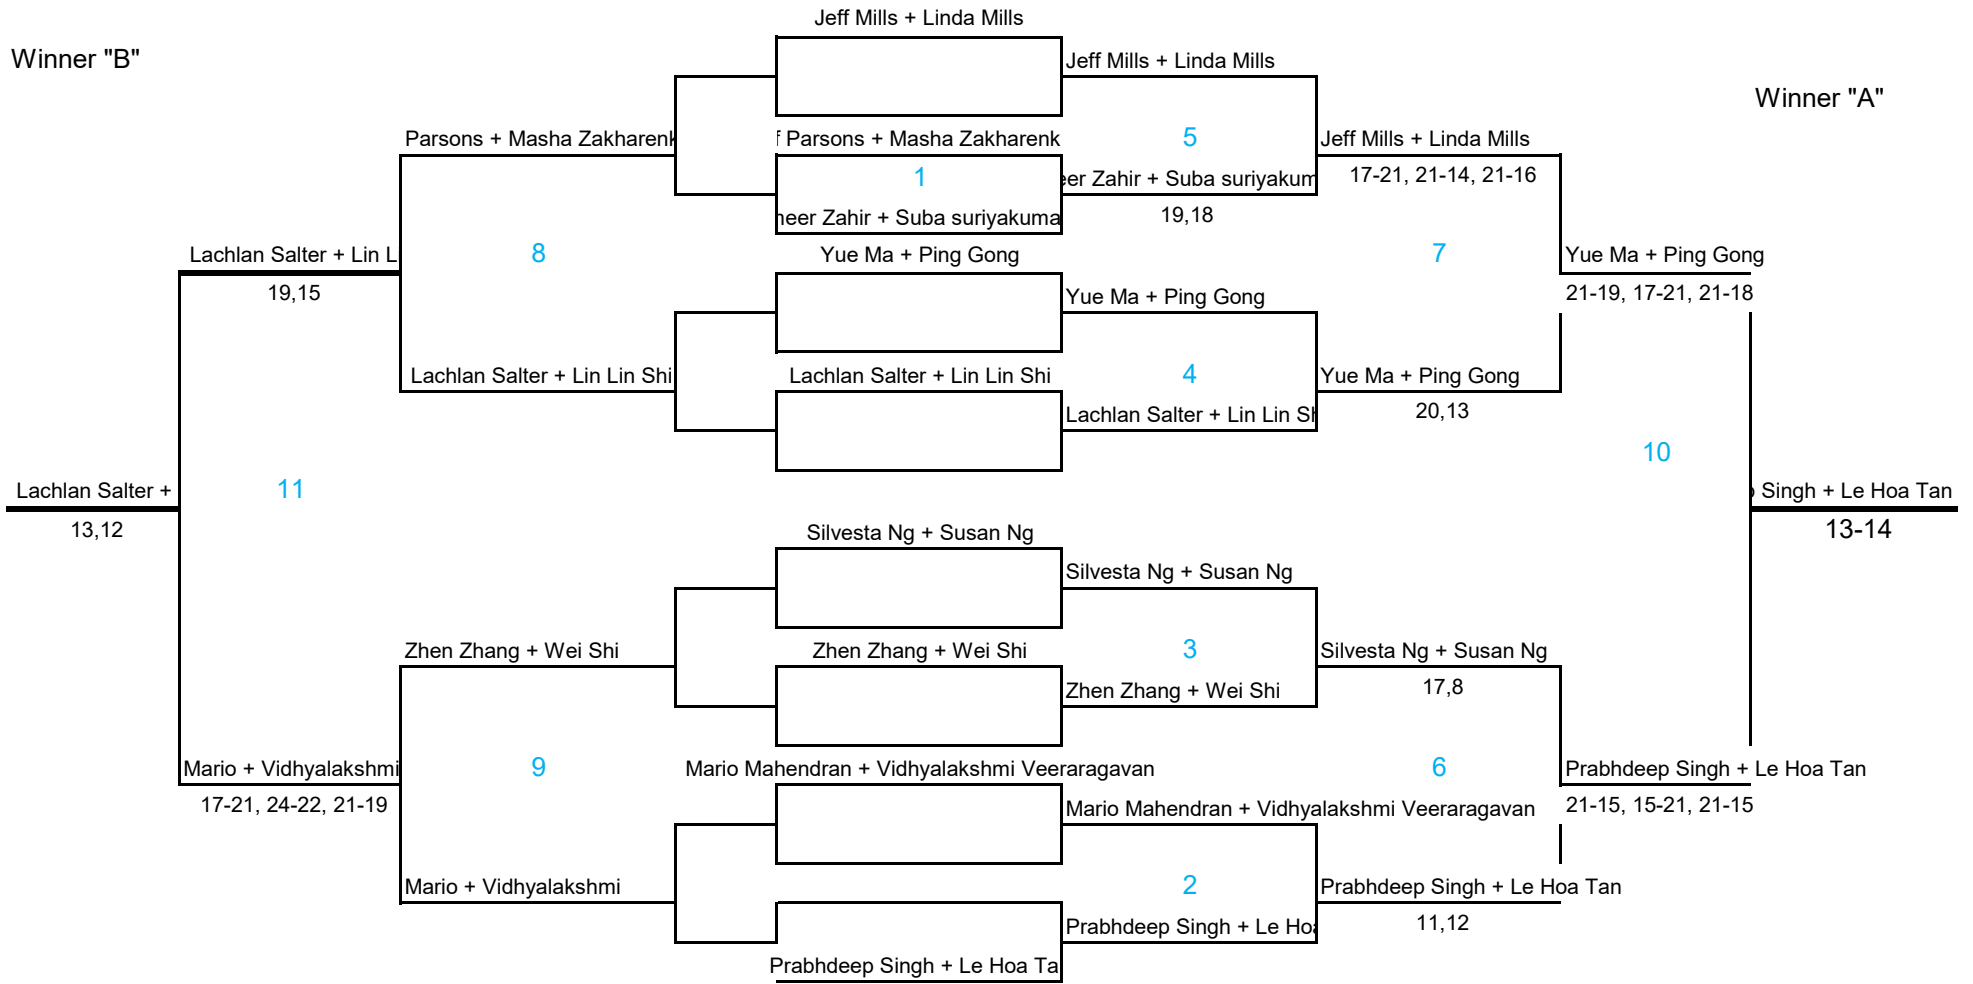 Jeff Mills + Linda Mills
Winner "B"
Jeff Mills + Linda Mills
Winner "A"
Parsons + Masha Zakharenk
f Parsons + Masha Zakharenk
5
Jeff Mills + Linda Mills
1
eer Zahir + Suba suriyakum
17-21, 21-14, 21-16
neer Zahir + Suba suriyakuma
19,18
Lachlan Salter + Lin L
8
Yue Ma + Ping Gong
7
Yue Ma + Ping Gong
19,15
Yue Ma + Ping Gong
21-19, 17-21, 21-18
Lachlan Salter + Lin Lin Shi
Lachlan Salter + Lin Lin Shi
4
Yue Ma + Ping Gong
Lachlan Salter + Lin Lin Sh
20,13
10
Lachlan Salter +
11
Singh + Le Hoa Tan
13,12
Silvesta Ng + Susan Ng
13-14
Silvesta Ng + Susan Ng
Zhen Zhang + Wei Shi
Zhen Zhang + Wei Shi
3
Silvesta Ng + Susan Ng
Zhen Zhang + Wei Shi
17,8
Mario + Vidhyalakshmi
9
Mario Mahendran + Vidhyalakshmi Veeraragavan
6
Prabhdeep Singh + Le Hoa Tan
17-21, 24-22, 21-19
Mario Mahendran + Vidhyalakshmi Veeraragavan
21-15, 15-21, 21-15
Mario + Vidhyalakshmi
2
Prabhdeep Singh + Le Hoa Tan
Prabhdeep Singh + Le Hoa
11,12
Prabhdeep Singh + Le Hoa Ta